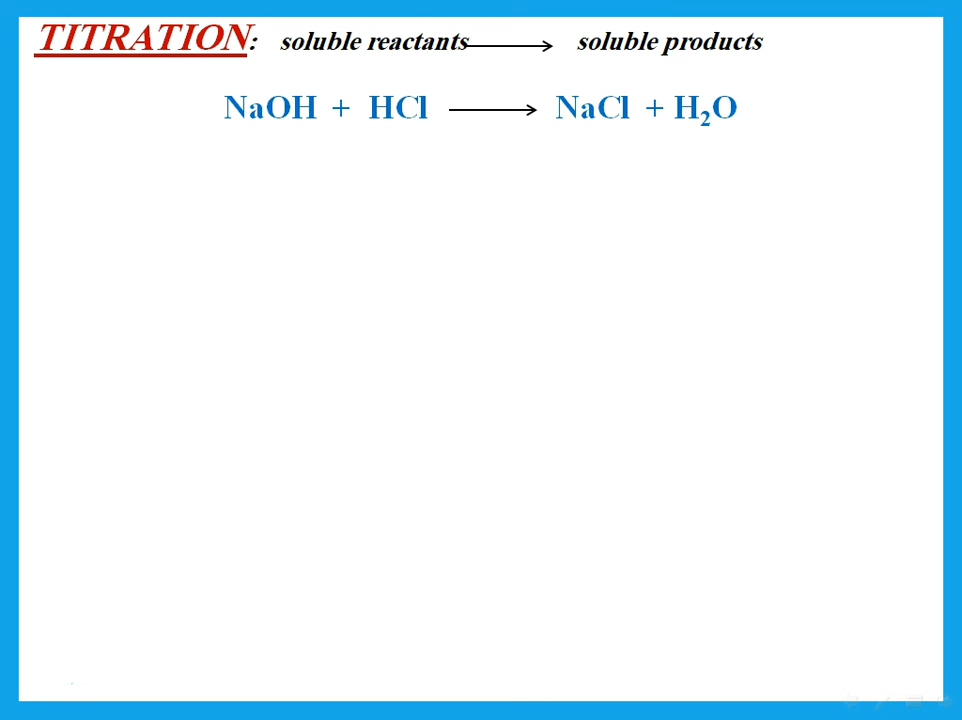 TITRATION: soluble reactants ⟶ soluble products
NaOH + HCl ⟶ NaCl + H₂O